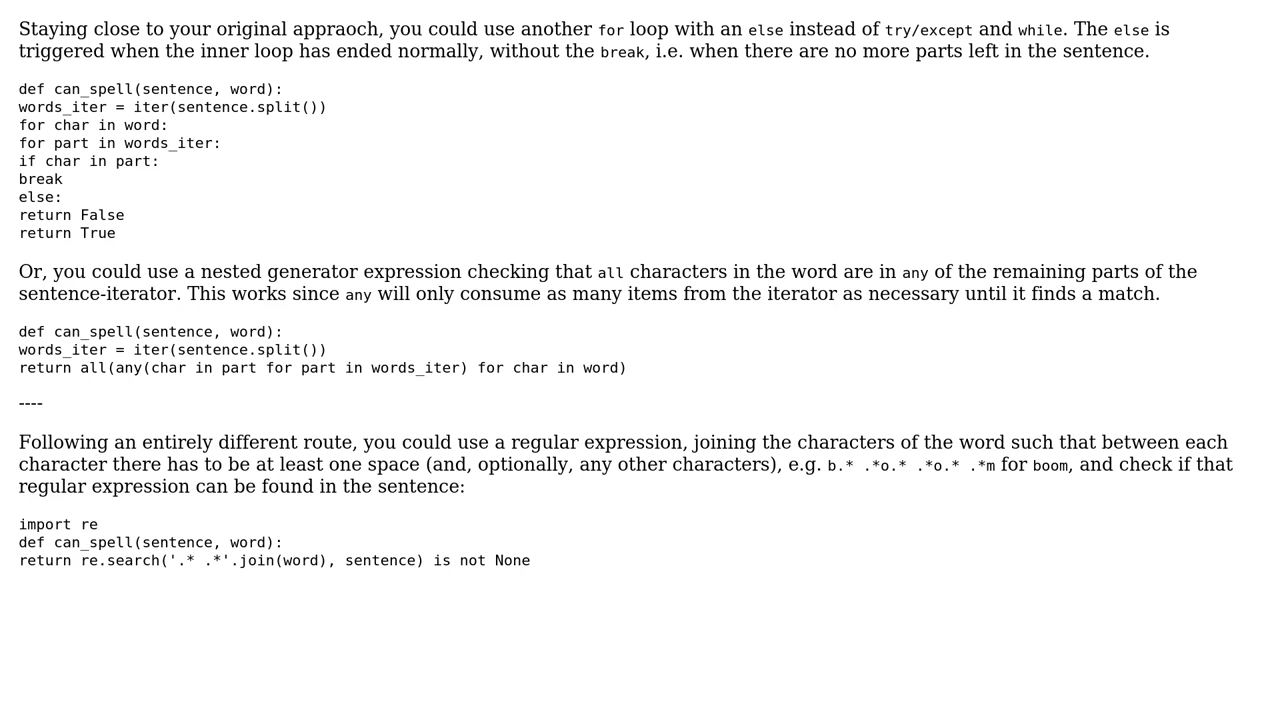 Staying close to your original appraoch, you could use another for loop with an else instead of try/except and while. The else is
triggered when the inner loop has ended normally, without the break, i.e. when there are no more parts left in the sentence.
def can_spell(sentence, word):
words_iter = iter(sentence.split())
for char in word:
for part in words_iter:
if char in part:
break
else:
return False
return True
Or, you could use a nested generator expression checking that all characters in the word are in any of the remaining parts of the
sentence-iterator. This works since any will only consume as many items from the iterator as necessary until it finds a match.
def can_spell(sentence, word):
words_iter = iter(sentence.split())
return all(any(char in part for part in words_iter) for char in word)
----
Following an entirely different route, you could use a regular expression, joining the characters of the word such that between each
character there has to be at least one space (and, optionally, any other characters), e.g. b.* .*o.* .*o.* .*m for boom, and check if that
regular expression can be found in the sentence:
import re
def can_spell(sentence, word):
return re.search('.* .*'.join(word), sentence) is not None